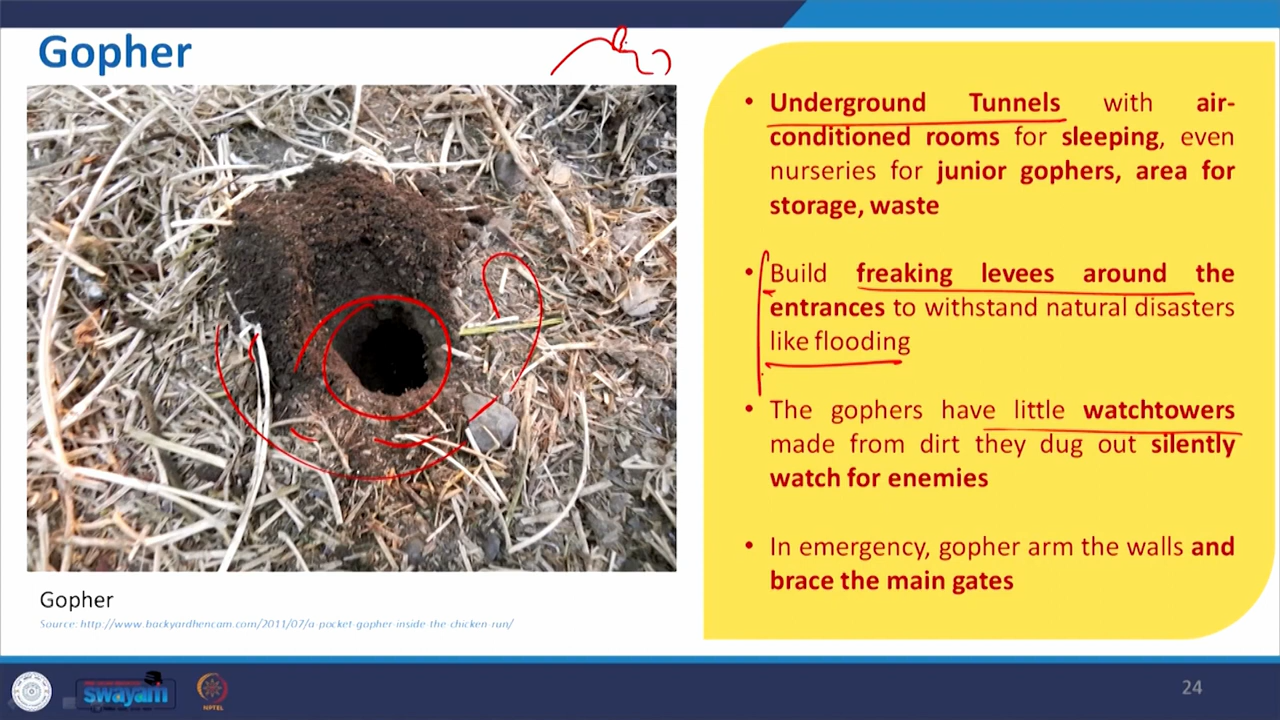 Gopher
• Underground Tunnels with air-
conditioned rooms for sleeping, even
nurseries for junior gophers, area for
storage, waste
• Build freaking levees around the
entrances to withstand natural disasters
like flooding
• The gophers have little watchtowers
made from dirt they dug out silently
watch for enemies
• In emergency, gopher arm the walls and
brace the main gates
Gopher
Source: http://www.backyardhencam.com/2011/07/a-pocket-gopher-inside-the-chicken-run/
swayam
NPTEL
24